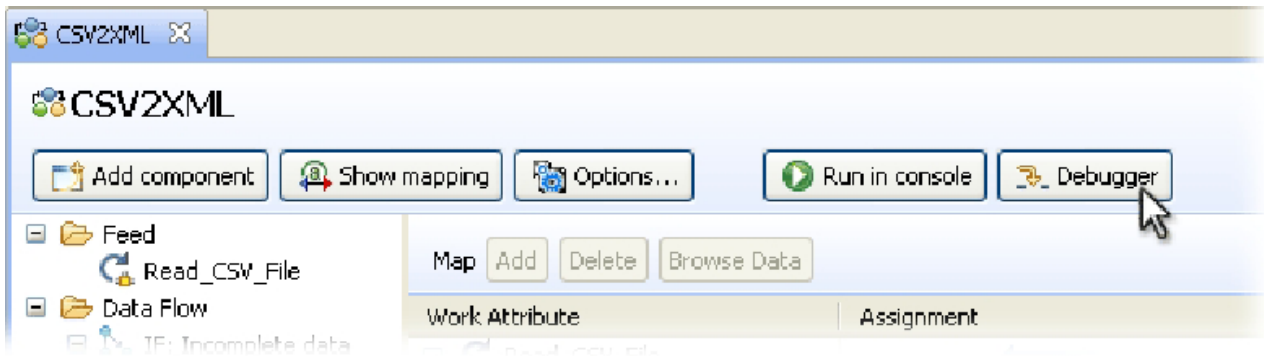 CSV2XML
CSV2XML
Add component Show mapping Options... Run in console Debugger
Feed
Read_CSV_File
Map Add Delete Browse Data
Data Flow
Work Attribute Assignment
IF: Incomplete data
Read_CSV_File